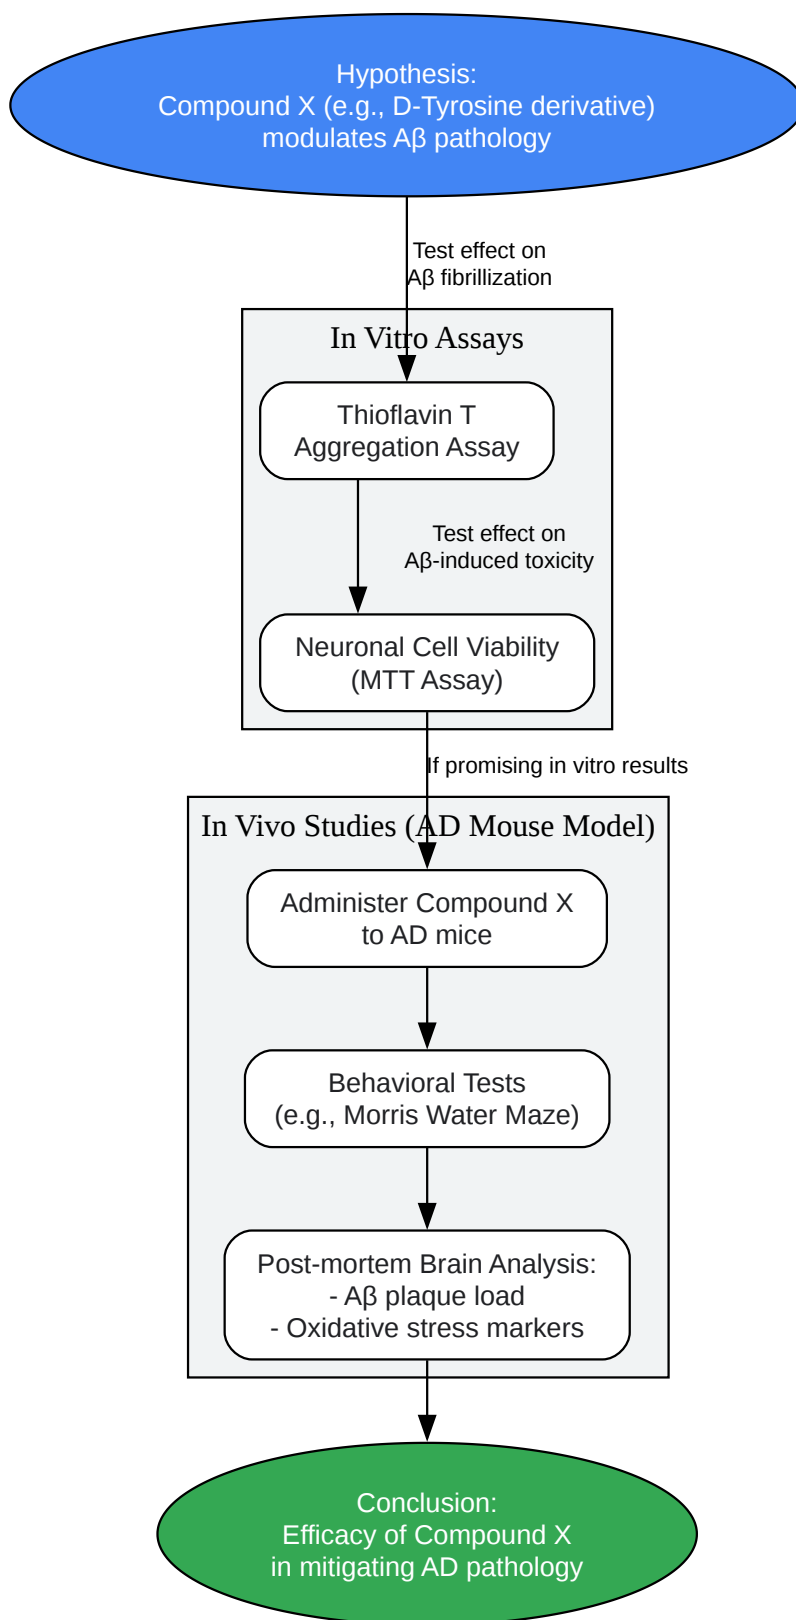 Hypothesis:
Compound X (e.g., D-Tyrosine derivative)
modulates Aβ pathology
Test effect on
Aβ fibrillization
In Vitro Assays
Thioflavin T
Aggregation Assay
Test effect on
Aβ-induced toxicity
Neuronal Cell Viability
(MTT Assay)
If promising in vitro results
In Vivo Studies (AD Mouse Model)
Administer Compound X
to AD mice
Behavioral Tests
(e.g., Morris Water Maze)
Post-mortem Brain Analysis:
- Aβ plaque load
- Oxidative stress markers
Conclusion:
Efficacy of Compound X
in mitigating AD pathology